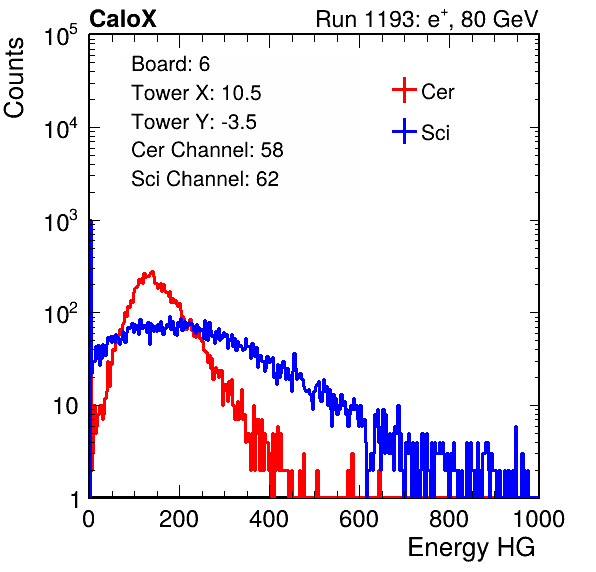 CaloX Run 1193: e⁺, 80 GeV
Counts
10⁵
10⁴
10³
10²
10
1
Board: 6
Tower X: 10.5
Tower Y: -3.5
Cer Channel: 58
Sci Channel: 62
Cer
Sci
0 200 400 600 800 1000
Energy HG